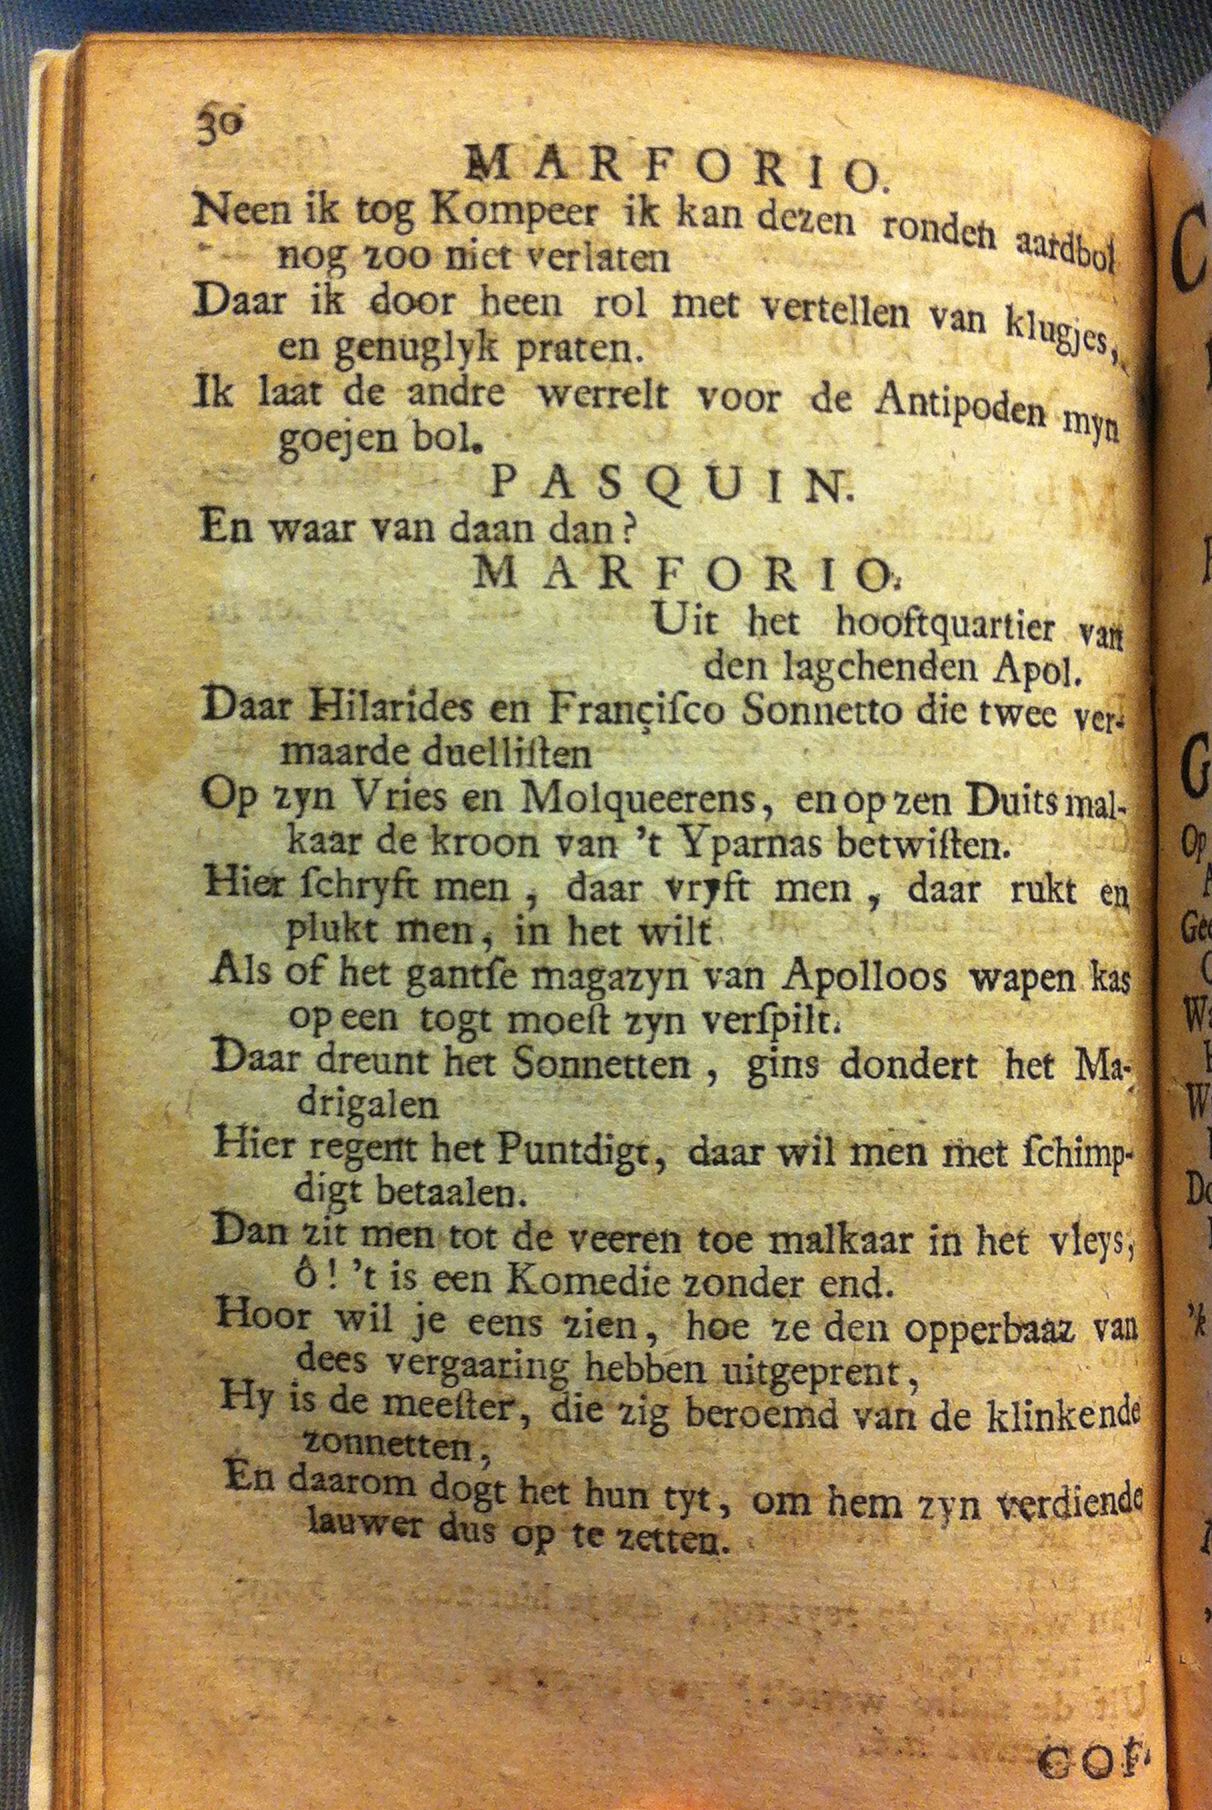 30
MARFORIO.
Neen ik tog Kompeer ik kan dezen ronden aardbol
nog zoo niet verlaten
Daar ik door heen rol met vertellen van klugjes,
en genuglyk praten.
Ik laat de andre werrelt voor de Antipoden myn
goejen bol.
PASQUIN.
En waar van daan dan?
MARFORIO.
Uit het hooftquartier van
den lagchenden Apol.
Daar Hilarides en Françiſco Sonnetto die twee ver-
maarde duelliſten
Op zyn Vries en Molqueerens, en op zen Duits mal-
kaar de kroon van 't Yparnas betwiſten.
Hier ſchryft men, daar vryft men, daar rukt en
plukt men, in het wilt
Als of het gantſe magazyn van Apolloos wapen kas
op een togt moeſt zyn verſpilt.
Daar dreunt het Sonnetten, gins dondert het Ma-
drigalen
Hier regent het Puntdigt, daar wil men met ſchimp-
digt betaalen.
Dan zit men tot de veeren toe malkaar in het vleys,
ô! 't is een Komedie zonder end.
Hoor wil je eens zien, hoe ze den opperbaaz van
dees vergaaring hebben uitgeprent,
Hy is de meeſter, die zig beroemd van de klinkende
zonnetten,
En daarom dogt het hun tyt, om hem zyn verdiende
lauwer dus op te zetten.